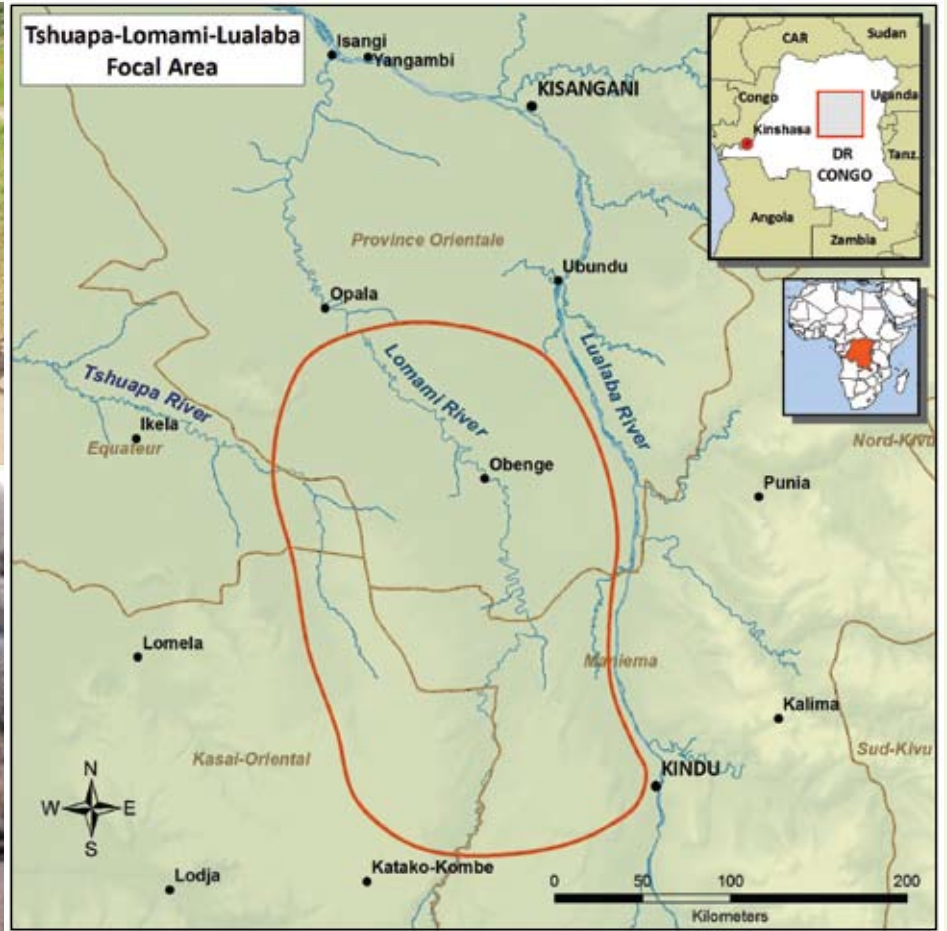 Tshuapa-Lomami-Lualaba
Focal Area
Isangi
Yangambi
KISANGANI
CAR
Sudan
Congo
Uganda
Kinshasa
DR
CONGO
Tanz.
Angola
Zambia
Province Orientale
Ubundu
Opala
Lomami River
Lualaba River
Tshuapa River
Ikela
Equateur
Obenge
Nord-Kivu
Punia
Lomela
Maniema
Kalima
Kasai-Oriental
Sud-Kivu
N
W
E
S
KINDU
Katako-Kombe
Lodja
0 50 100 200
Kilometers